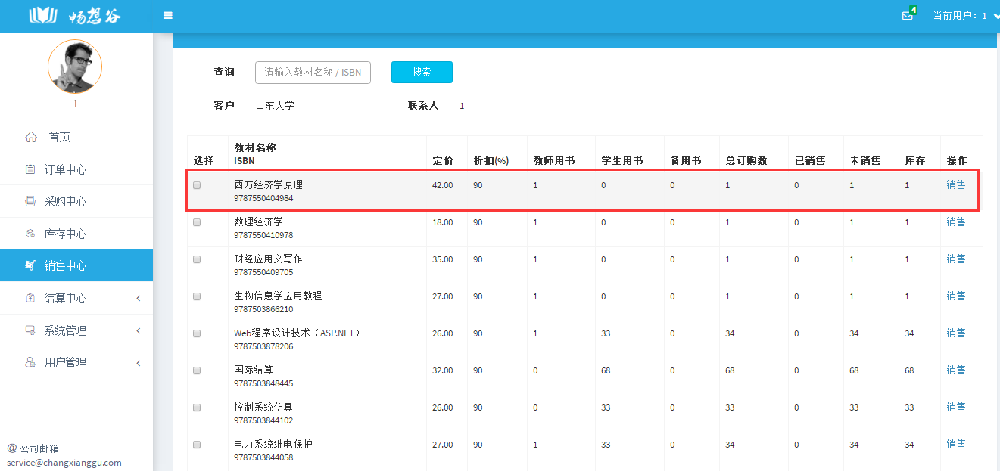 畅想谷
4
当前用户：1
1
首页
订单中心
采购中心
库存中心
销售中心
结算中心
系统管理
用户管理
@ 公司邮箱
service@changxianggu.com
查询 请输入教材名称 / ISBN 搜索
客户 山东大学 联系人 1
选择 教材名称 ISBN 定价 折扣(%) 教师用书 学生用书 备用书 总订购数 已销售 未销售 库存 操作
西方经济学原理 42.00 90 1 0 0 1 0 1 1 销售
9787550404984
数理经济学 18.00 90 1 0 0 1 0 1 1 销售
9787550410978
财经应用文写作 35.00 90 1 0 0 1 0 1 1 销售
9787550409705
生物信息学应用教程 27.00 90 1 0 0 1 0 1 1 销售
9787503866210
Web程序设计技术（ASP.NET） 26.00 90 1 33 0 34 0 34 34 销售
9787503878206
国际结算 32.00 90 0 68 0 68 0 68 68 销售
9787503848445
控制系统仿真 26.00 90 0 33 0 33 0 33 33 销售
9787503844102
电力系统继电保护 27.00 90 1 33 0 34 0 34 34 销售
9787503844058